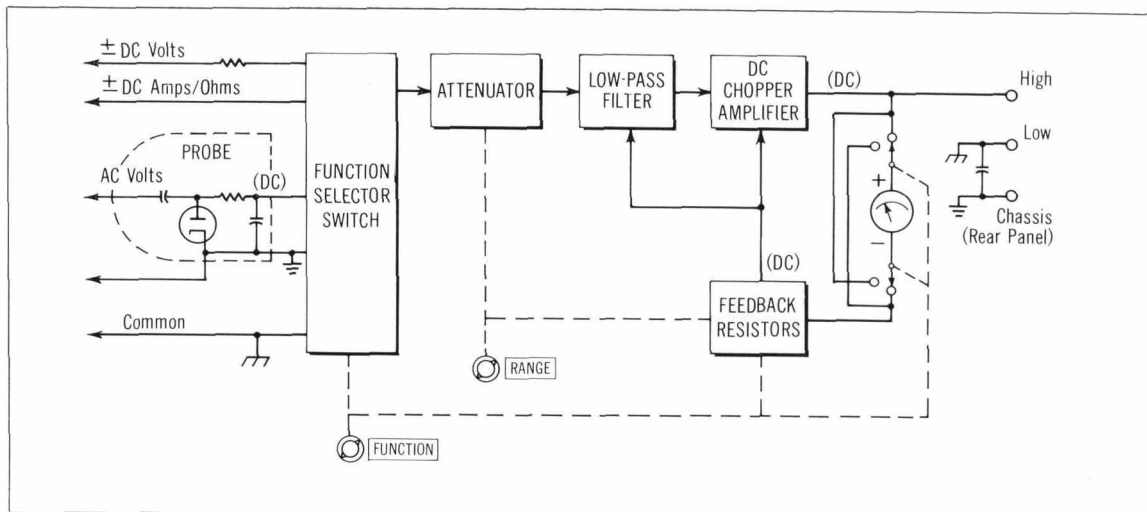 ± DC Volts
± DC Amps/Ohms
PROBE
AC Volts
(DC)
Common
FUNCTION
SELECTOR
SWITCH
ATTENUATOR
LOW-PASS
FILTER
DC
CHOPPER
AMPLIFIER
(DC)
High
Low
Chassis
(Rear Panel)
+
−
(DC)
FEEDBACK
RESISTORS
RANGE
FUNCTION